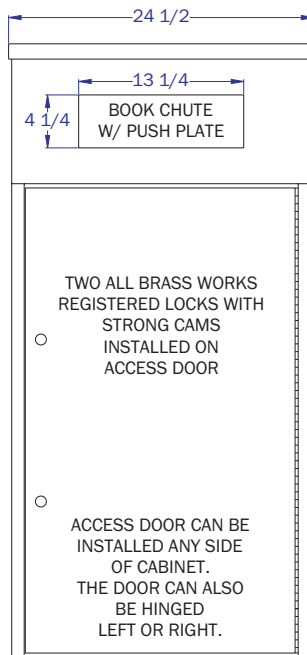 24 1/2
13 1/4
4 1/4
BOOK CHUTE
W/ PUSH PLATE
TWO ALL BRASS WORKS
REGISTERED LOCKS WITH
STRONG CAMS
INSTALLED ON
ACCESS DOOR
ACCESS DOOR CAN BE
INSTALLED ANY SIDE
OF CABINET.
THE DOOR CAN ALSO
BE HINGED
LEFT OR RIGHT.